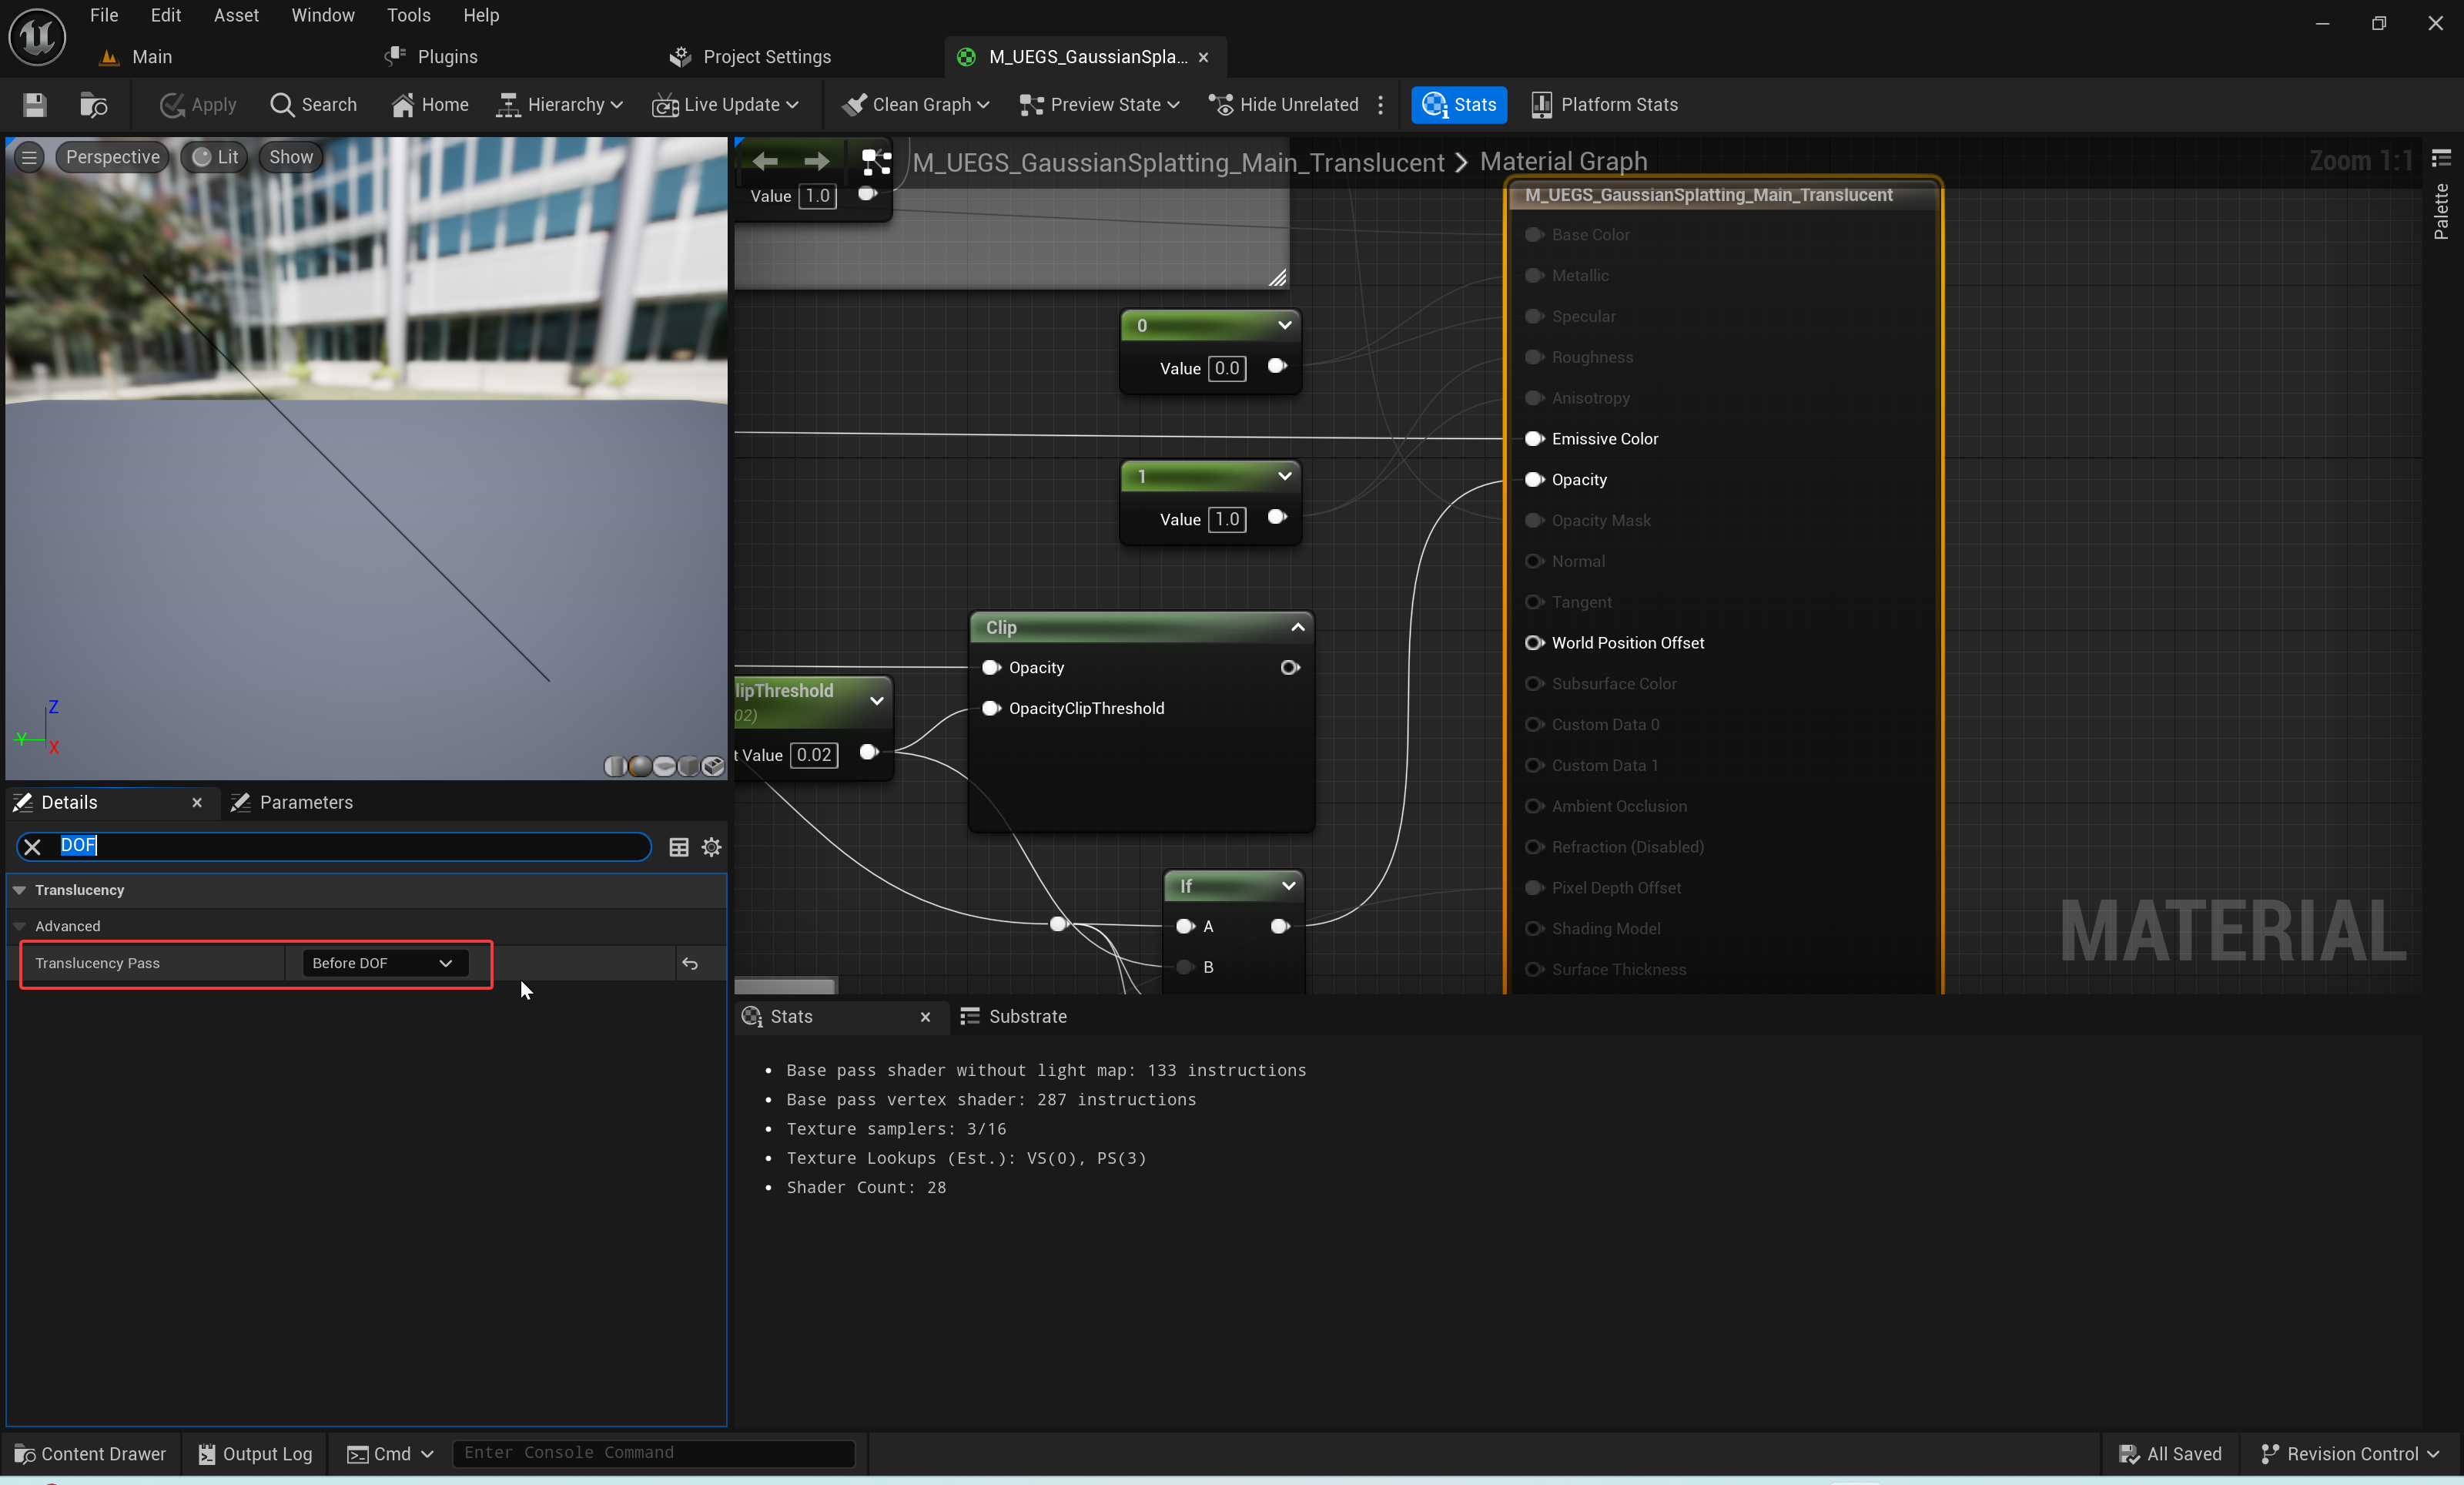 File Edit Asset Window Tools Help
Main Plugins Project Settings M_UEGS_GaussianSpla...
Apply Search Home Hierarchy Live Update Clean Graph Preview State Hide Unrelated Stats Platform Stats
Perspective Lit Show
M_UEGS_GaussianSplatting_Main_Translucent > Material Graph Zoom 1:1
Palette
Value 1.0
M_UEGS_GaussianSplatting_Main_Translucent
Base Color
Metallic
Specular
Roughness
Anisotropy
Emissive Color
Opacity
Opacity Mask
Normal
Tangent
World Position Offset
Subsurface Color
Custom Data 0
Custom Data 1
Ambient Occlusion
Refraction (Disabled)
Pixel Depth Offset
Shading Model
Surface Thickness
0
Value 0.0
1
Value 1.0
Clip
Opacity
OpacityClipThreshold
lipThreshold
02)
t Value 0.02
If
A
B
MATERIAL
Z
Y
X
Details Parameters
DOF
Translucency
Advanced
Translucency Pass Before DOF
Stats Substrate
• Base pass shader without light map: 133 instructions
• Base pass vertex shader: 287 instructions
• Texture samplers: 3/16
• Texture Lookups (Est.): VS(0), PS(3)
• Shader Count: 28
Content Drawer Output Log Cmd Enter Console Command All Saved Revision Control